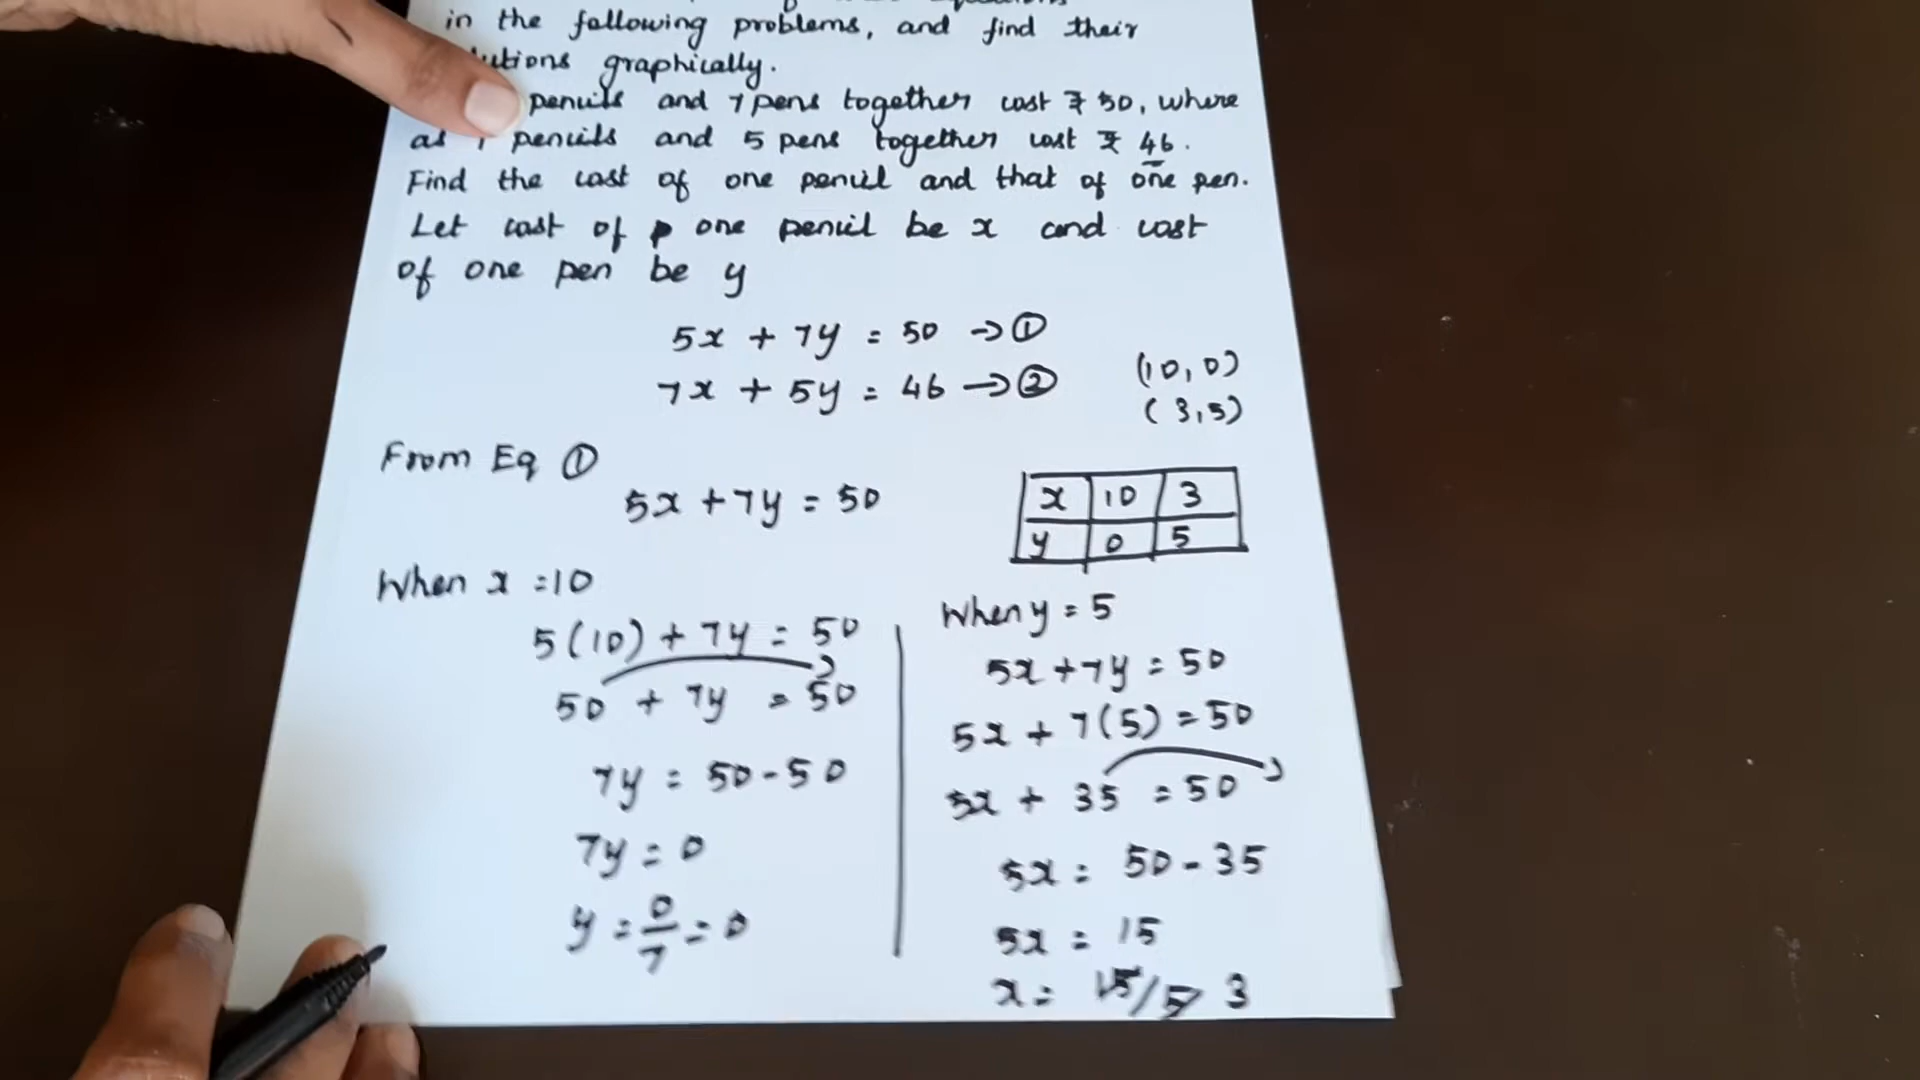 in the following problems, and find their
utions graphically.
pencils and 7 pens together cost ₹ 50, where
as 7 pencils and 5 pens together cost ₹ 46.
Find the cost of one pencil and that of one pen.
Let cost of one pencil be x and cost
of one pen be y
5x + 7y = 50 → ①
7x + 5y = 46 → ②
(10,0)
(3,5)
From Eq ①
5x + 7y = 50
x 10 3
y 0 5
When x = 10
5(10) + 7y = 50
50 + 7y = 50
7y = 50 - 50
7y = 0
y = 0/7 = 0
When y = 5
5x + 7y = 50
5x + 7(5) = 50
5x + 35 = 50
5x = 50 - 35
5x = 15
x = 15/5 3